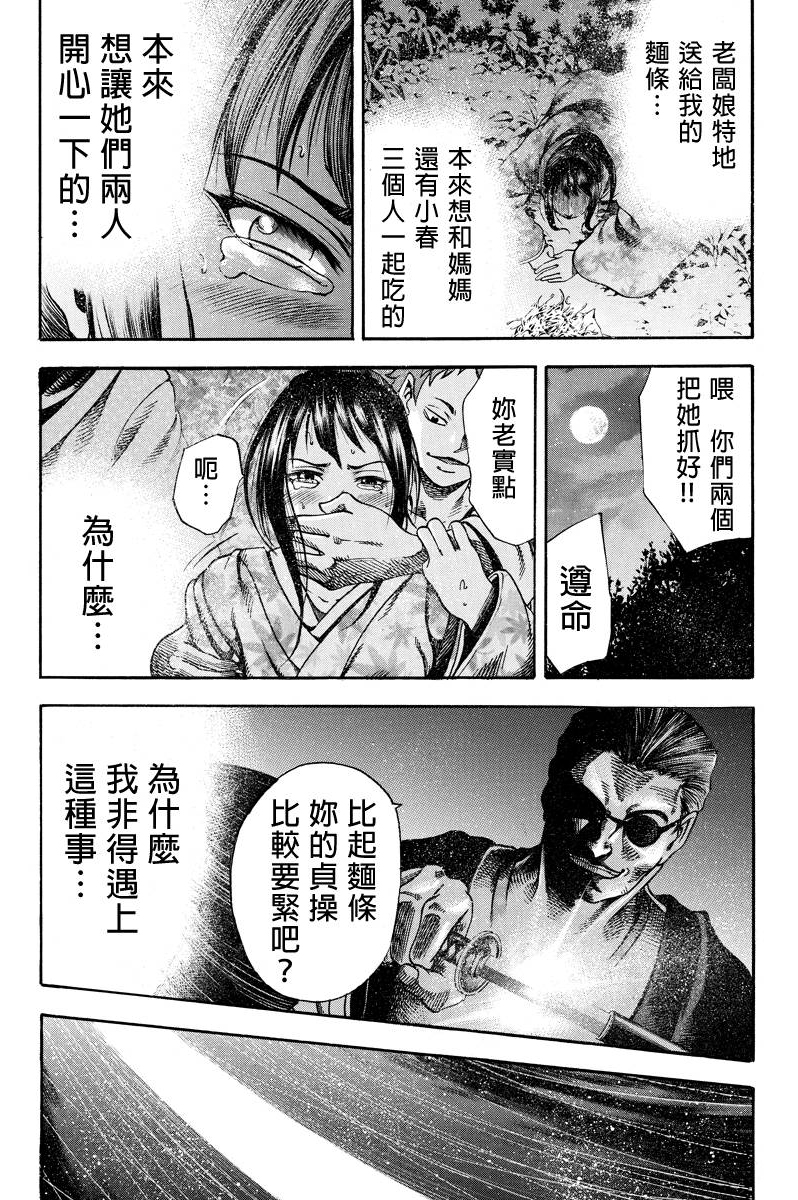 老闆娘特地
送給我的
麵條…
本來想和媽媽
還有小春
三個人一起吃的
本來
想讓她們兩人
開心一下的…
喂 你們兩個
把她抓好!!
遵命
妳老實點
呃…
為什麼…
比起麵條
妳的貞操
比較要緊吧？
為什麼
我非得遇上
這種事…